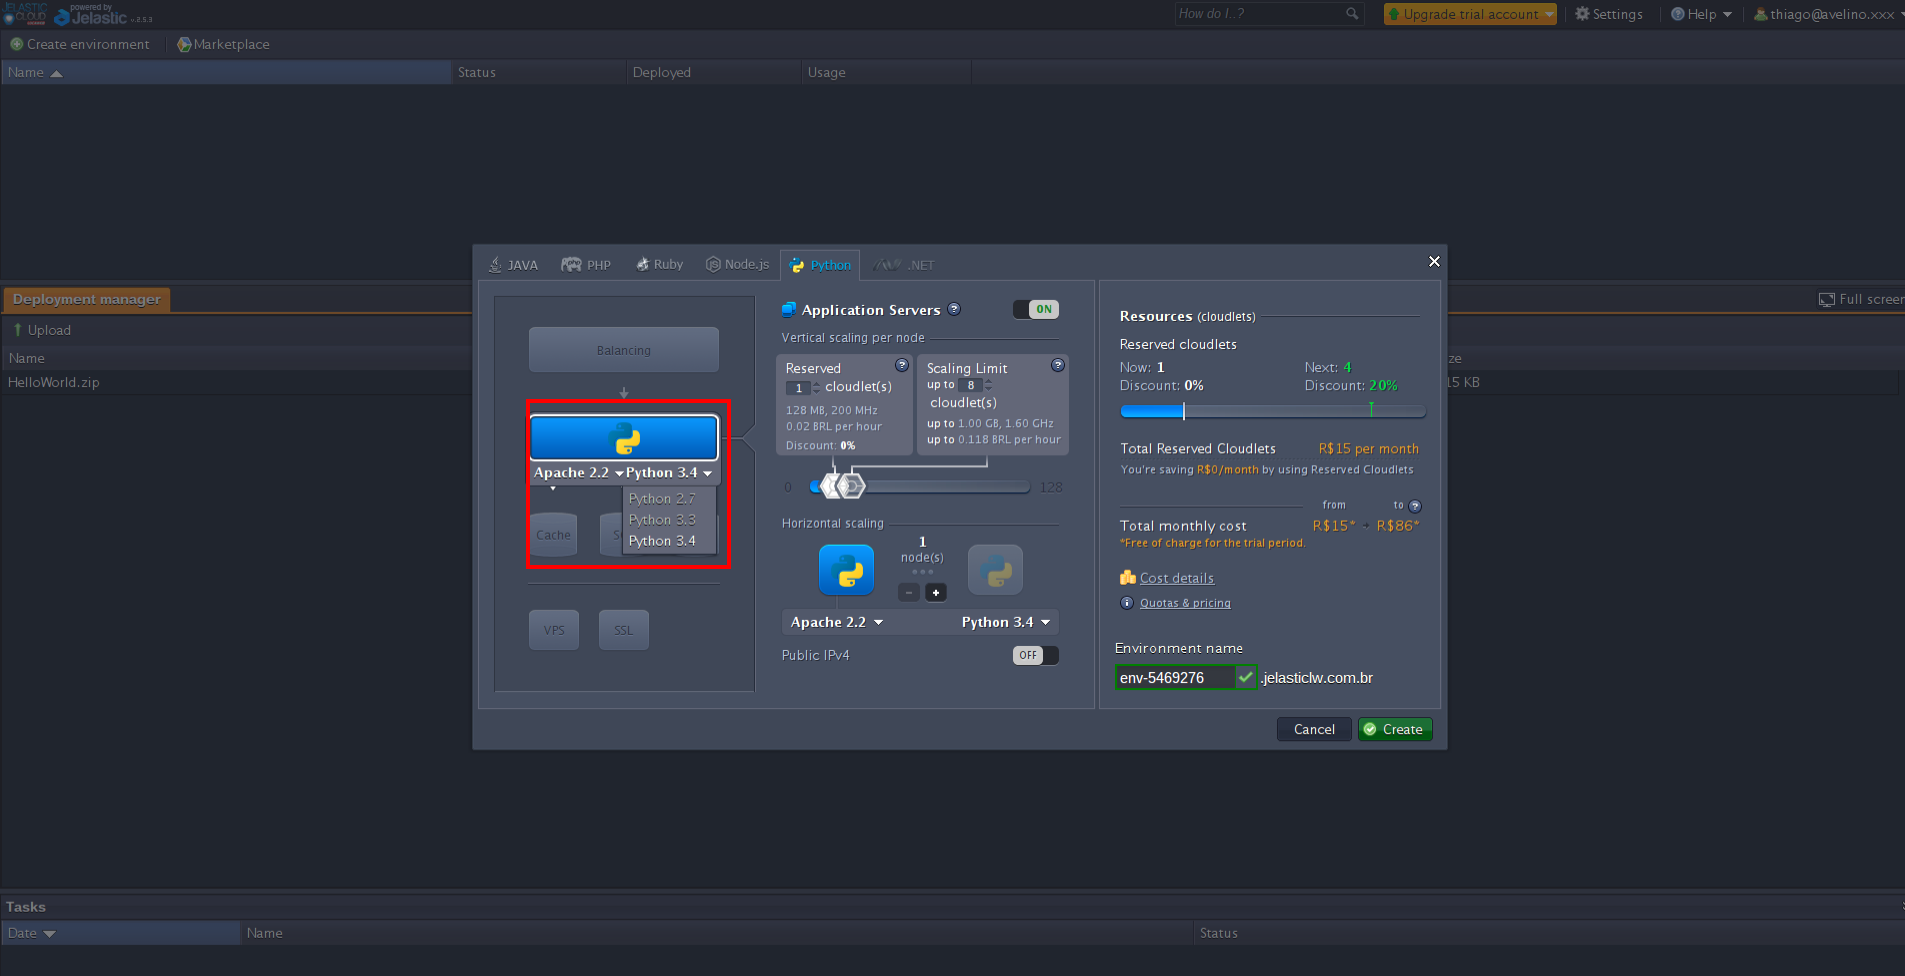 JELASTIC
CLOUD
powered by
Jelastic v.2.5.3
How do I..?
Upgrade trial account
Settings
Help
thiago@avelino.xxx
Create environment
Marketplace
Name
Status
Deployed
Usage
Deployment manager
Full screen
Upload
Name
ze
HelloWorld.zip
15 KB
JAVA
PHP
Ruby
Node.js
Python
.NET
Balancing
Apache 2.2
Python 3.4
Python 2.7
Python 3.3
Python 3.4
Cache
S
VPS
SSL
Application Servers
ON
Vertical scaling per node
Reserved
1 cloudlet(s)
128 MB, 200 MHz
0.02 BRL per hour
Discount: 0%
Scaling Limit
up to 8
cloudlet(s)
up to 1.00 GB, 1.60 GHz
up to 0.118 BRL per hour
0
128
Horizontal scaling
1
node(s)
Apache 2.2
Python 3.4
Public IPv4
OFF
Resources (cloudlets)
Reserved cloudlets
Now: 1
Next: 4
Discount: 0%
Discount: 20%
Total Reserved Cloudlets
R$15 per month
You're saving R$0/month by using Reserved Cloudlets
from
to
Total monthly cost
R$15* ÷ R$86*
*Free of charge for the trial period.
Cost details
Quotas & pricing
Environment name
env-5469276
.jelasticlw.com.br
Cancel
Create
Tasks
Date
Name
Status